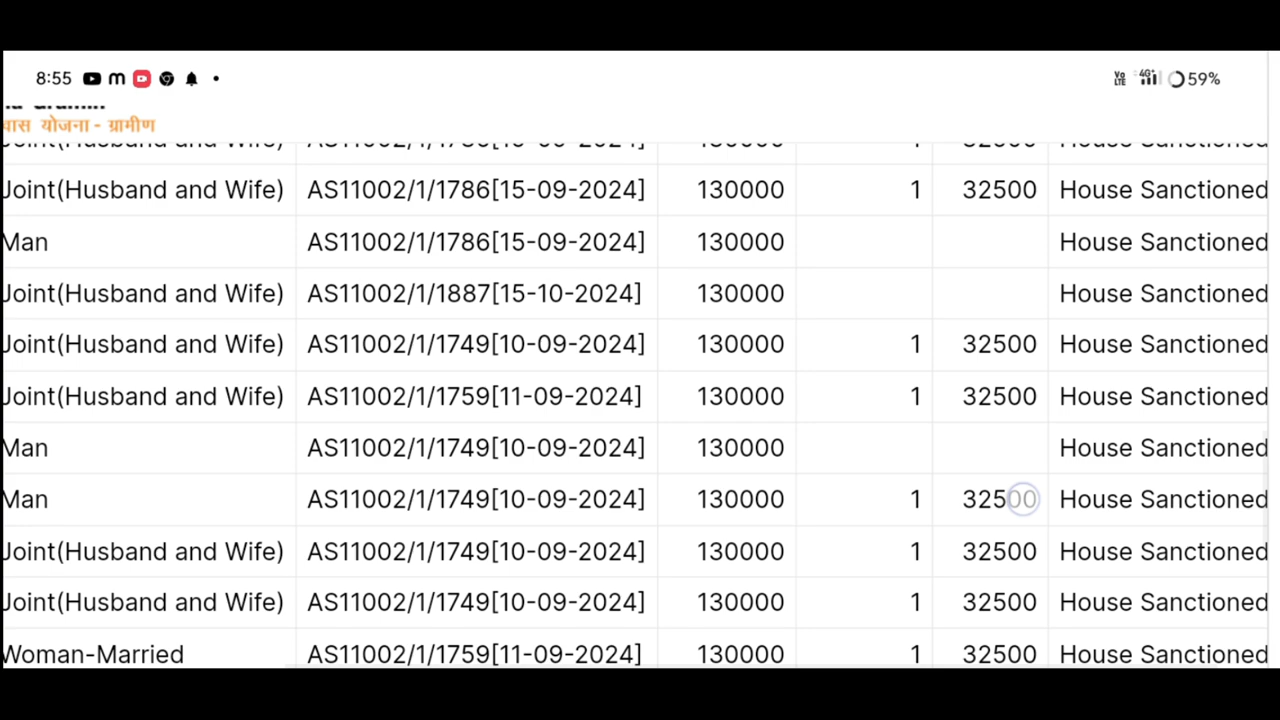 8:55 59%
वास योजना - ग्रामीण
Joint(Husband and Wife) AS11002/1/1786[15-09-2024] 130000 1 32500 House Sanctioned
Man AS11002/1/1786[15-09-2024] 130000 House Sanctioned
Joint(Husband and Wife) AS11002/1/1887[15-10-2024] 130000 House Sanctioned
Joint(Husband and Wife) AS11002/1/1749[10-09-2024] 130000 1 32500 House Sanctioned
Joint(Husband and Wife) AS11002/1/1759[11-09-2024] 130000 1 32500 House Sanctioned
Man AS11002/1/1749[10-09-2024] 130000 House Sanctioned
Man AS11002/1/1749[10-09-2024] 130000 1 32500 House Sanctioned
Joint(Husband and Wife) AS11002/1/1749[10-09-2024] 130000 1 32500 House Sanctioned
Joint(Husband and Wife) AS11002/1/1749[10-09-2024] 130000 1 32500 House Sanctioned
Woman-Married AS11002/1/1759[11-09-2024] 130000 1 32500 House Sanctioned